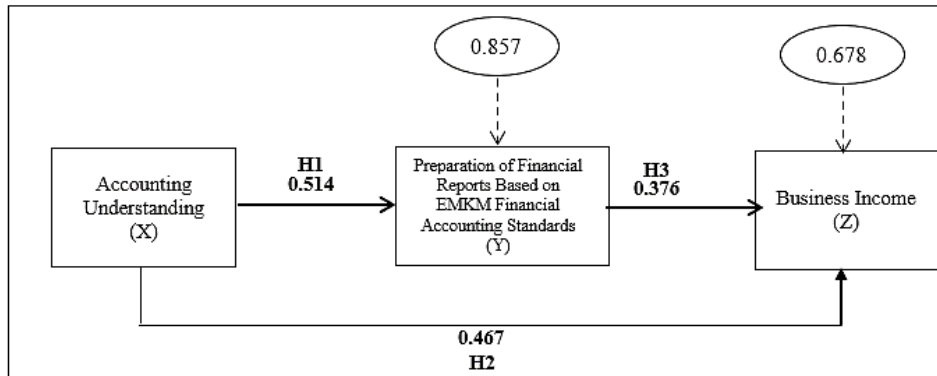 0.857
0.678
H1
0.514
H3
0.376
Accounting
Understanding
(X)
Preparation of Financial
Reports Based on
EMKM Financial
Accounting Standards
(Y)
Business Income
(Z)
0.467
H2